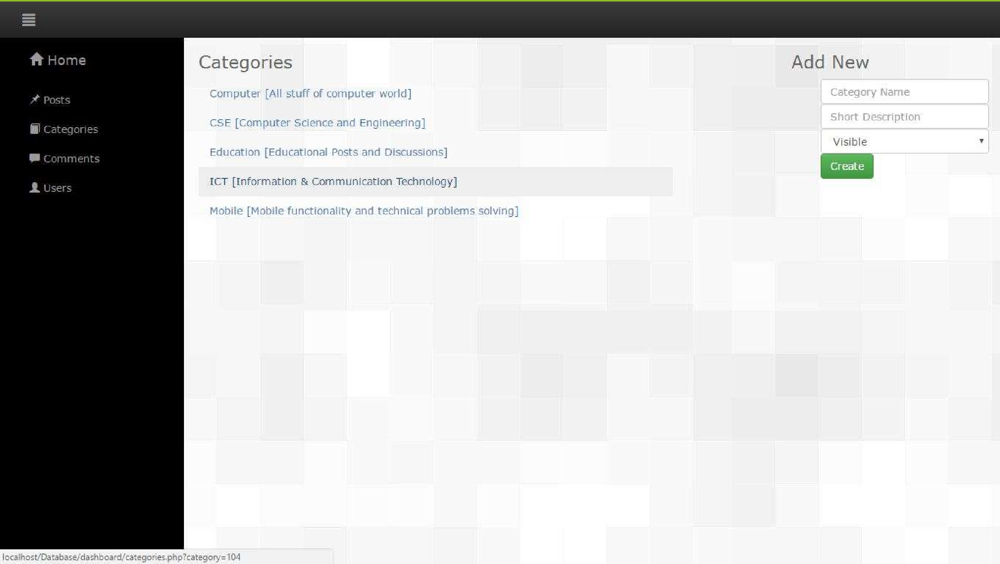 Home
Posts
Categories
Comments
Users
Categories
Computer [All stuff of computer world]
CSE [Computer Science and Engineering]
Education [Educational Posts and Discussions]
ICT [Information & Communication Technology]
Mobile [Mobile functionality and technical problems solving]
Add New
Category Name
Short Description
Visible
Create
localhost/Database/dashboard/categories.php?category=104